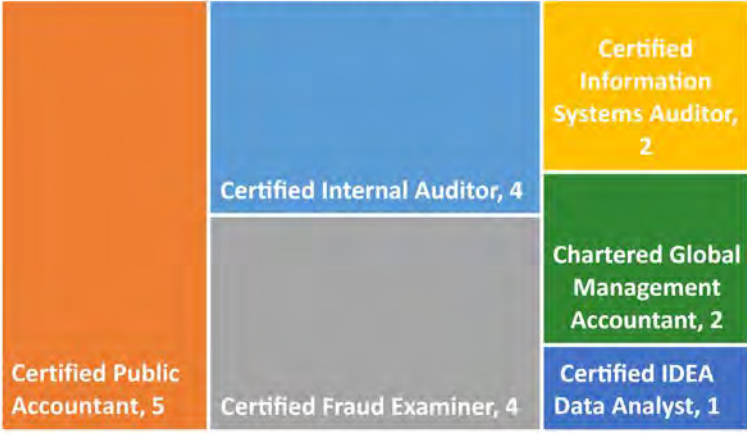 Certified Public
Accountant, 5
Certified Internal Auditor, 4
Certified Fraud Examiner, 4
Certified
Information
Systems Auditor,
2
Chartered Global
Management
Accountant, 2
Certified IDEA
Data Analyst, 1